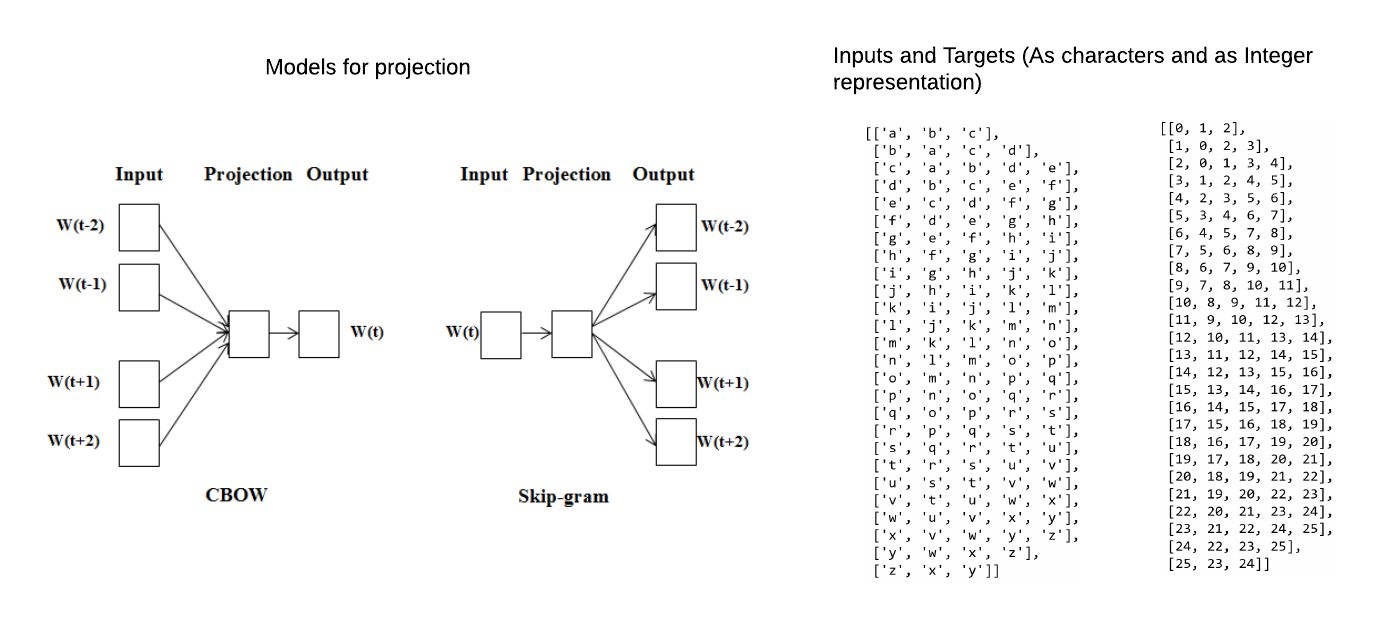 Models for projection
Input Projection Output
W(t-2)
W(t-1)
W(t)
W(t+1)
W(t+2)
CBOW
Input Projection Output
W(t-2)
W(t-1)
W(t)
W(t+1)
W(t+2)
Skip-gram
Inputs and Targets (As characters and as Integer
representation)
[['a', 'b', 'c'],
['b', 'a', 'c', 'd'],
['c', 'a', 'b', 'd', 'e'],
['d', 'b', 'c', 'e', 'f'],
['e', 'c', 'd', 'f', 'g'],
['f', 'd', 'e', 'g', 'h'],
['g', 'e', 'f', 'h', 'i'],
['h', 'f', 'g', 'i', 'j'],
['i', 'g', 'h', 'j', 'k'],
['j', 'h', 'i', 'k', 'l'],
['k', 'i', 'j', 'l', 'm'],
['l', 'j', 'k', 'm', 'n'],
['m', 'k', 'l', 'n', 'o'],
['n', 'l', 'm', 'o', 'p'],
['o', 'm', 'n', 'p', 'q'],
['p', 'n', 'o', 'q', 'r'],
['q', 'o', 'p', 'r', 's'],
['r', 'p', 'q', 's', 't'],
['s', 'q', 'r', 't', 'u'],
['t', 'r', 's', 'u', 'v'],
['u', 's', 't', 'v', 'w'],
['v', 't', 'u', 'w', 'x'],
['w', 'u', 'v', 'x', 'y'],
['x', 'v', 'w', 'y', 'z'],
['y', 'w', 'x', 'z'],
['z', 'x', 'y']]
[[0, 1, 2],
[1, 0, 2, 3],
[2, 0, 1, 3, 4],
[3, 1, 2, 4, 5],
[4, 2, 3, 5, 6],
[5, 3, 4, 6, 7],
[6, 4, 5, 7, 8],
[7, 5, 6, 8, 9],
[8, 6, 7, 9, 10],
[9, 7, 8, 10, 11],
[10, 8, 9, 11, 12],
[11, 9, 10, 12, 13],
[12, 10, 11, 13, 14],
[13, 11, 12, 14, 15],
[14, 12, 13, 15, 16],
[15, 13, 14, 16, 17],
[16, 14, 15, 17, 18],
[17, 15, 16, 18, 19],
[18, 16, 17, 19, 20],
[19, 17, 18, 20, 21],
[20, 18, 19, 21, 22],
[21, 19, 20, 22, 23],
[22, 20, 21, 23, 24],
[23, 21, 22, 24, 25],
[24, 22, 23, 25],
[25, 23, 24]]